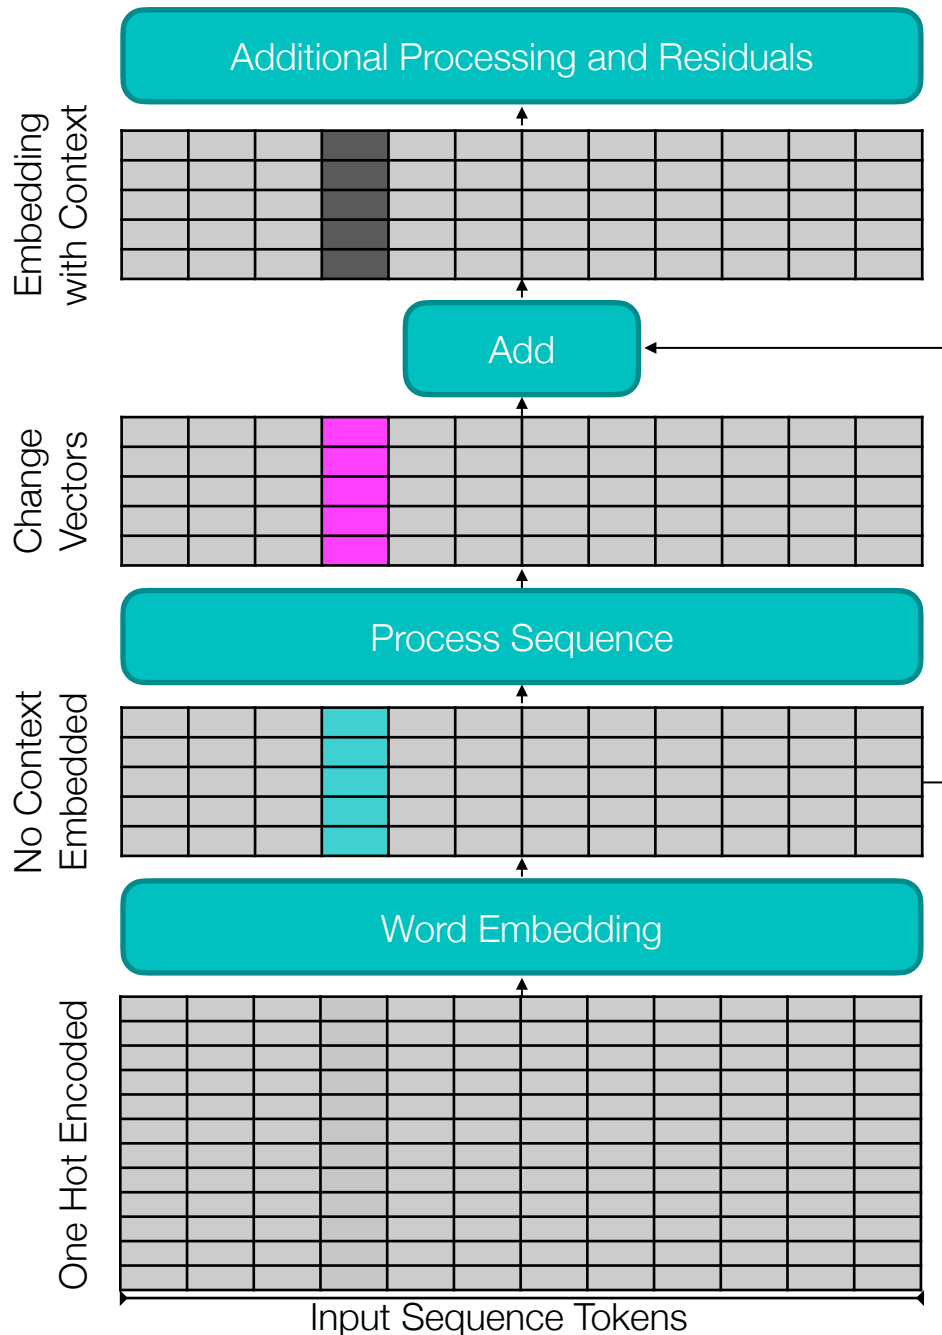 Additional Processing and Residuals
Embedding
with Context
Add
Change
Vectors
Process Sequence
No Context
Embedded
Word Embedding
One Hot Encoded
Input Sequence Tokens